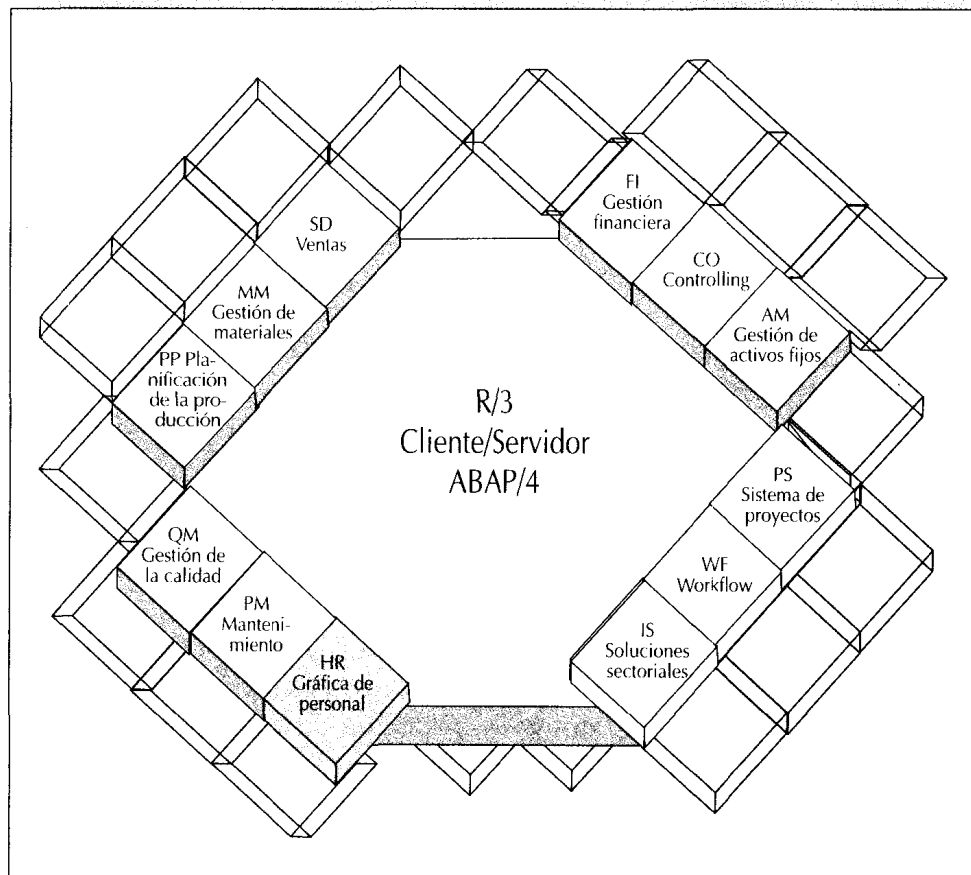 SD
Ventas
MM
Gestión de
materiales
PP Pla-
nificación
de la pro-
ducción
FI
Gestión
financiera
CO
Controlling
AM
Gestión de
activos fijos
R/3
Cliente/Servidor
ABAP/4
QM
Gestión de
la calidad
PM
Manteni-
miento
HR
Gráfica de
personal
PS
Sistema de
proyectos
WF
Workflow
IS
Soluciones
sectoriales